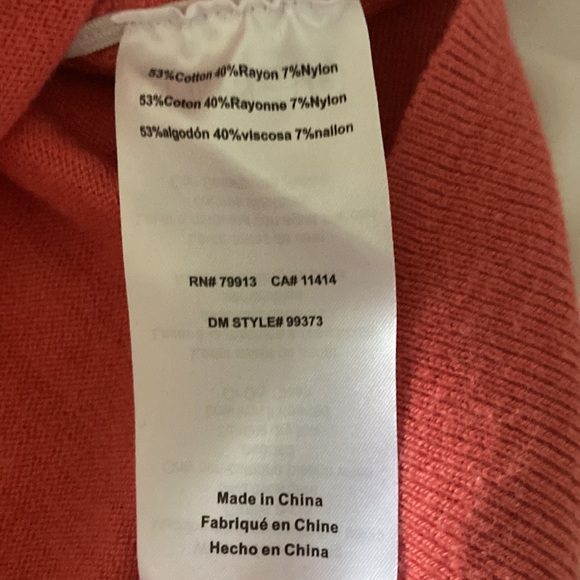 53%Cotton 40%Rayon 7%Nylon
53%Coton 40%Rayonne 7%Nylon
53%algodón 40%viscosa 7%nailon
RN# 79913 CA# 11414
DM STYLE# 99373
Made in China
Fabriqué en Chine
Hecho en China